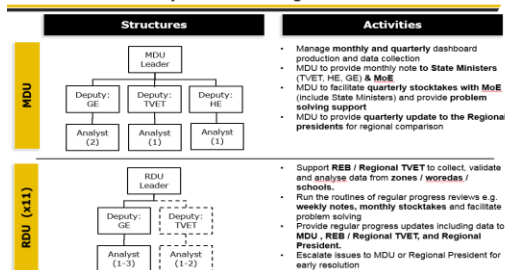 Structures
Activities
MDU
MDU
Leader
Deputy:
GE
Deputy:
TVET
Deputy:
HE
Analyst
(2)
Analyst
(1)
Analyst
(1)
• Manage monthly and quarterly dashboard
production and data collection
• MDU to provide monthly note to State Ministers
(TVET, HE, GE) & MoE
• MDU to facilitate quarterly stocktakes with MoE
(include State Ministers) and provide problem
solving support
• MDU to provide quarterly update to the Regional
presidents for regional comparison
RDU (x11)
RDU
Leader
Deputy:
GE
Deputy:
TVET
Analyst
(1-3)
Analyst
(1-2)
• Support REB / Regional TVET to collect, validate
and analyse data from zones / woredas /
schools.
• Run the routines of regular progress reviews e.g.
weekly notes, monthly stocktakes and facilitate
problem solving
• Provide regular progress updates including data to
MDU , REB / Regional TVET, and Regional
President.
• Escalate issues to MDU or Regional President for
early resolution